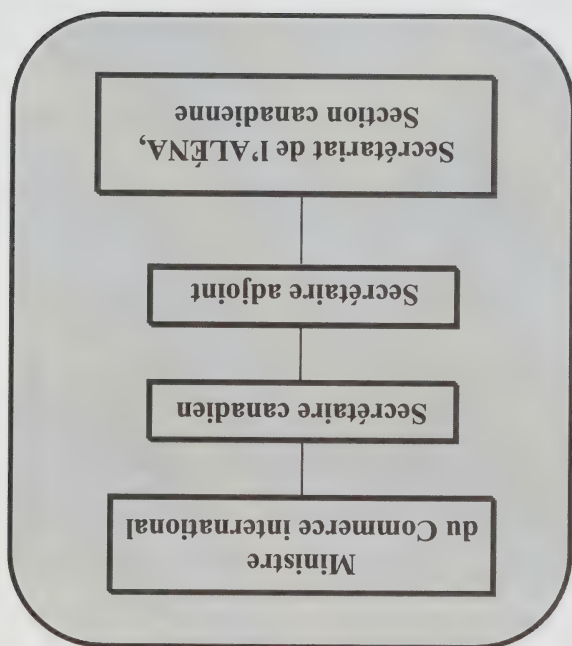 Ministre
du Commerce international
Secrétaire canadien
Secrétaire adjoint
Secrétariat de l'ALÉNA,
Section canadienne